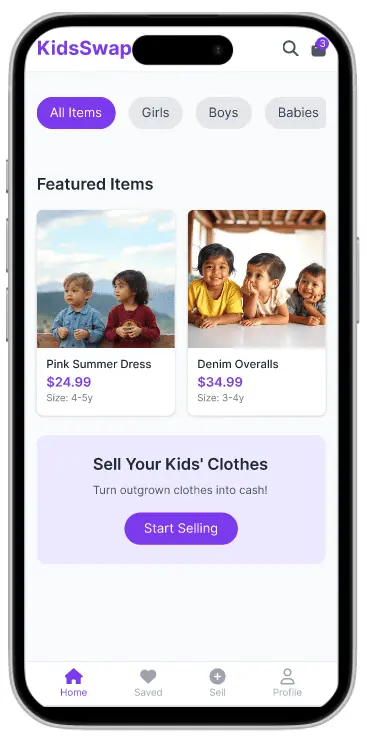 KidsSwap
3
All Items Girls Boys Babies
Featured Items
Pink Summer Dress
$24.99
Size: 4-5y
Denim Overalls
$34.99
Size: 3-4y
Sell Your Kids' Clothes
Turn outgrown clothes into cash!
Start Selling
Home Saved Sell Profile